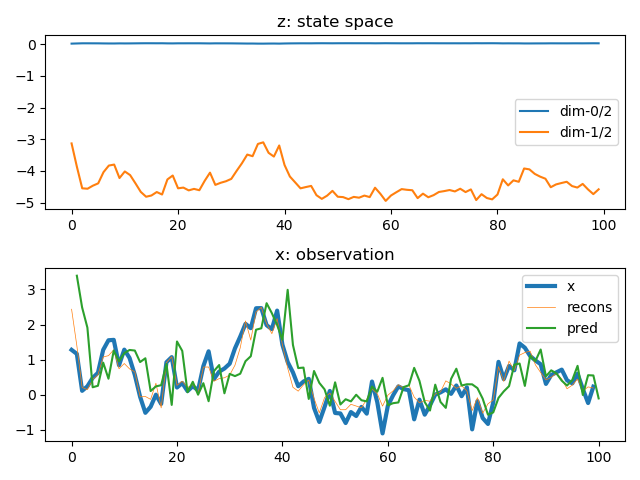 z: state space
0
−1
−2
−3
−4
−5
dim-0/2
dim-1/2
0 20 40 60 80 100
x: observation
3
2
1
0
−1
x
recons
pred
0 20 40 60 80 100